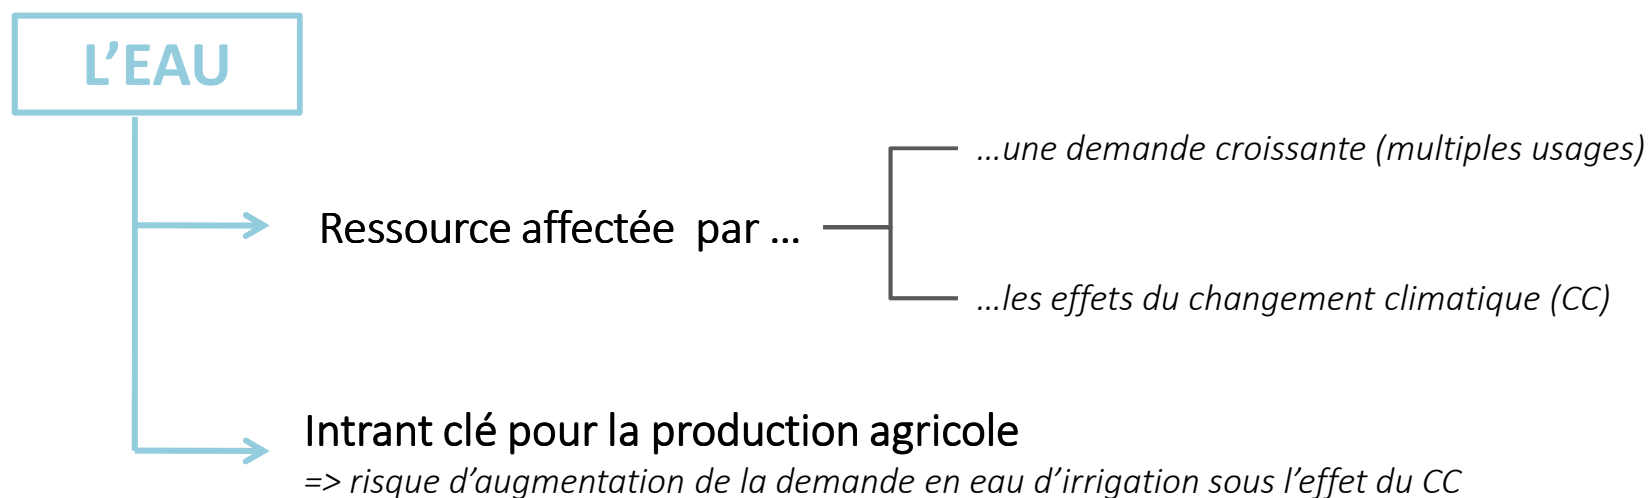 L’EAU
…une demande croissante (multiples usages)
Ressource affectée par …
…les effets du changement climatique (CC)
Intrant clé pour la production agricole
=> risque d’augmentation de la demande en eau d’irrigation sous l’effet du CC